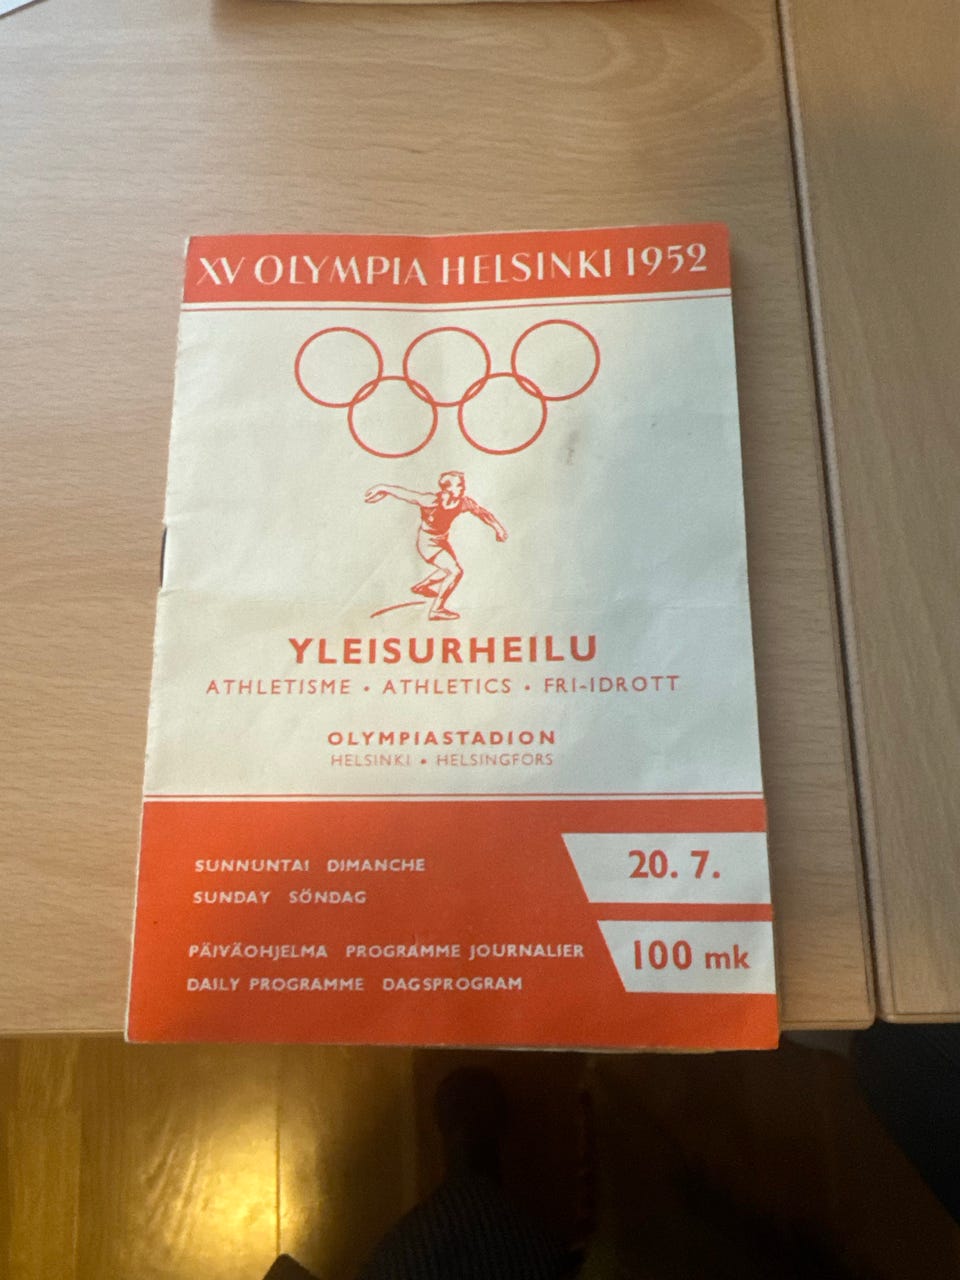 XV OLYMPIA HELSINKI 1952
YLEISURHEILU
ATHLETISME • ATHLETICS • FRI-IDROTT
OLYMPIASTADION
HELSINKI • HELSINGFORS
SUNNUNTAI DIMANCHE
SUNDAY SÖNDAG
20. 7.
PÄIVÄOHJELMA PROGRAMME JOURNALIER
DAILY PROGRAMME DAGSPROGRAM
100 mk